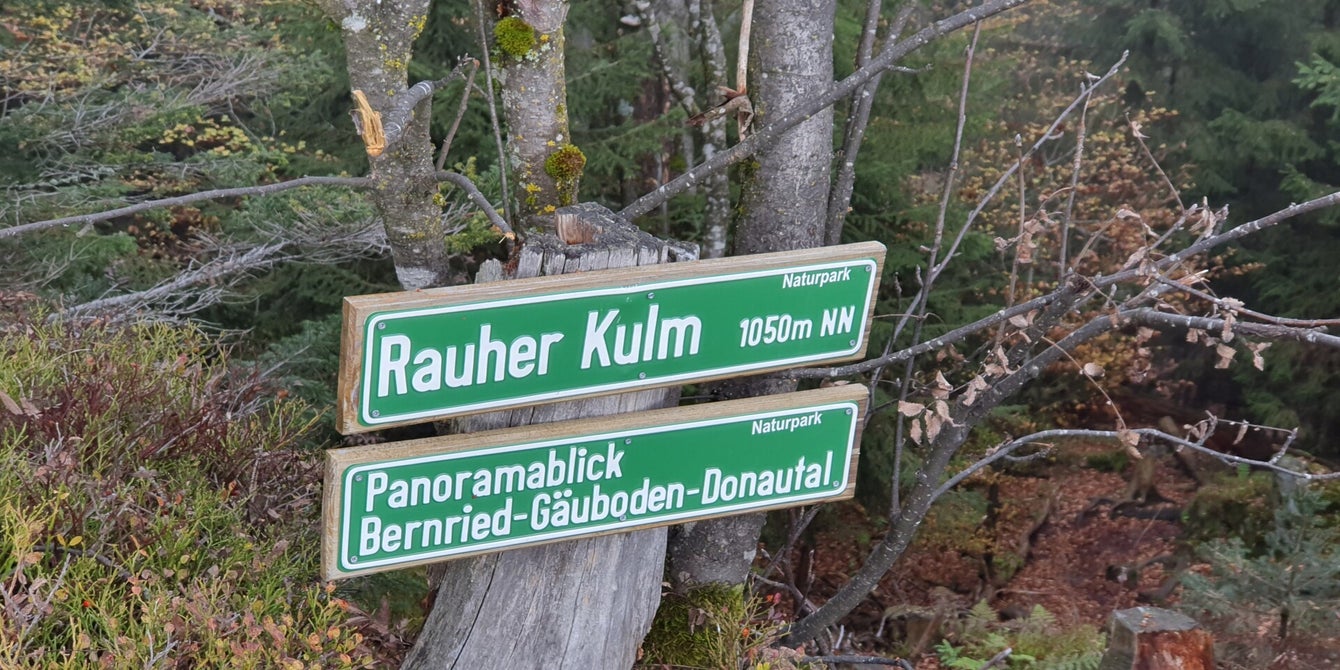 Naturpark
Rauher Kulm 1050m NN
Naturpark
Panoramablick
Bernried-Gäuboden-Donautal